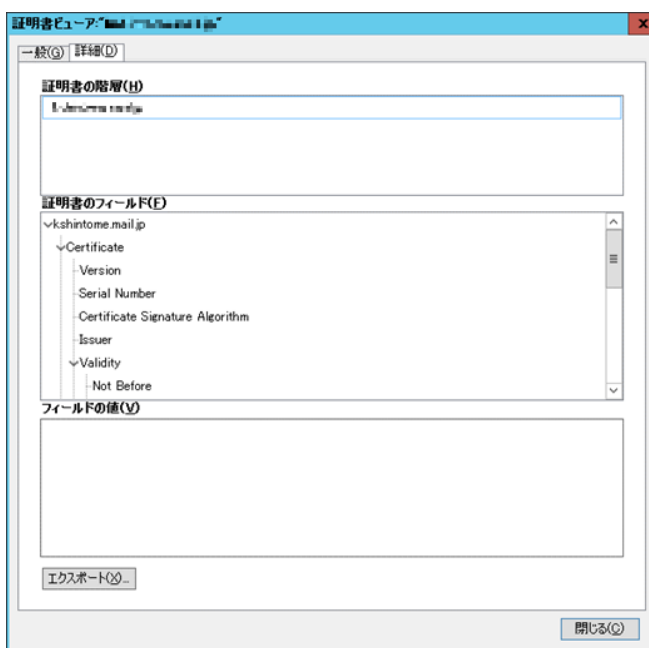 証明書ビューア:"
x
一般(G) 詳細(D)
証明書の階層(H)
証明書のフィールド(F)
kshintome.mail.jp
Certificate
Version
Serial Number
Certificate Signature Algorithm
Issuer
Validity
Not Before
フィールドの値(V)
エクスポート(X)...
閉じる(C)